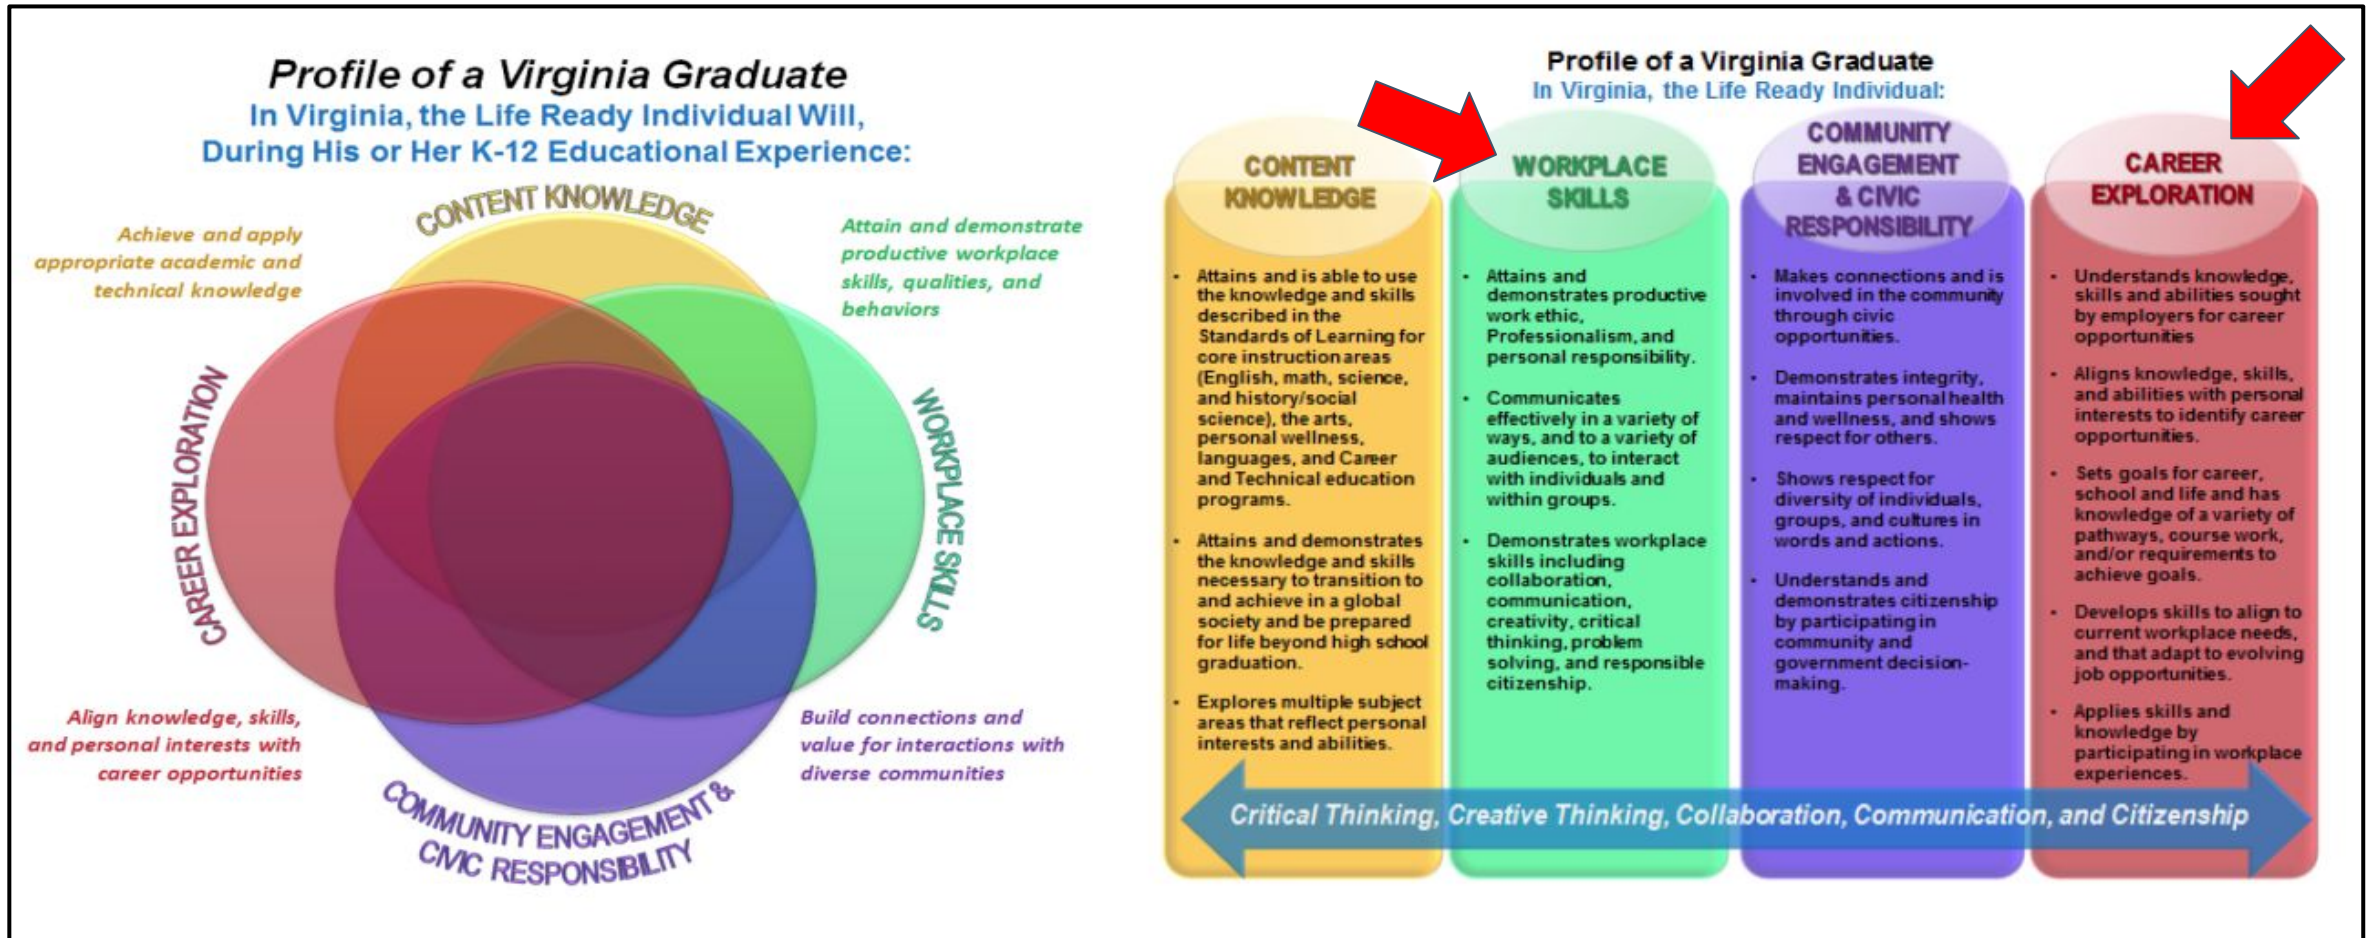 Profile of a Virginia Graduate
In Virginia, the Life Ready Individual Will,
During His or Her K-12 Educational Experience:
CONTENT KNOWLEDGE
Achieve and apply
appropriate academic and
technical knowledge
Attain and demonstrate
productive workplace
skills, qualities, and
behaviors
CAREER EXPLORATION
WORKPLACE SKILLS
Align knowledge, skills,
and personal interests with
career opportunities
Build connections and
value for interactions with
diverse communities
COMMUNITY ENGAGEMENT &
CIVIC RESPONSIBILITY
Profile of a Virginia Graduate
In Virginia, the Life Ready Individual:
CONTENT
KNOWLEDGE
• Attains and is able to use
the knowledge and skills
described in the
Standards of Learning for
core instruction areas
(English, math, science,
and history/social
science), the arts,
personal wellness,
languages, and Career
and Technical education
programs.
• Attains and demonstrates
the knowledge and skills
necessary to transition to
and achieve in a global
society and be prepared
for life beyond high school
graduation.
• Explores multiple subject
areas that reflect personal
interests and abilities.
WORKPLACE
SKILLS
• Attains and
demonstrates productive
work ethic,
Professionalism, and
personal responsibility.
• Communicates
effectively in a variety of
ways, and to a variety of
audiences, to interact
with individuals and
within groups.
• Demonstrates workplace
skills including
collaboration,
communication,
creativity, critical
thinking, problem
solving, and responsible
citizenship.
COMMUNITY
ENGAGEMENT
& CIVIC
RESPONSIBILITY
• Makes connections and is
involved in the community
through civic
opportunities.
• Demonstrates integrity,
maintains personal health
and wellness, and shows
respect for others.
• Shows respect for
diversity of individuals,
groups, and cultures in
words and actions.
• Understands and
demonstrates citizenship
by participating in
community and
government decision-
making.
CAREER
EXPLORATION
• Understands knowledge,
skills and abilities sought
by employers for career
opportunities
• Aligns knowledge, skills,
and abilities with personal
interests to identify career
opportunities.
• Sets goals for career,
school and life and has
knowledge of a variety of
pathways, course work,
and/or requirements to
achieve goals.
• Develops skills to align to
current workplace needs,
and that adapt to evolving
job opportunities.
• Applies skills and
knowledge by
participating in workplace
experiences.
Critical Thinking, Creative Thinking, Collaboration, Communication, and Citizenship